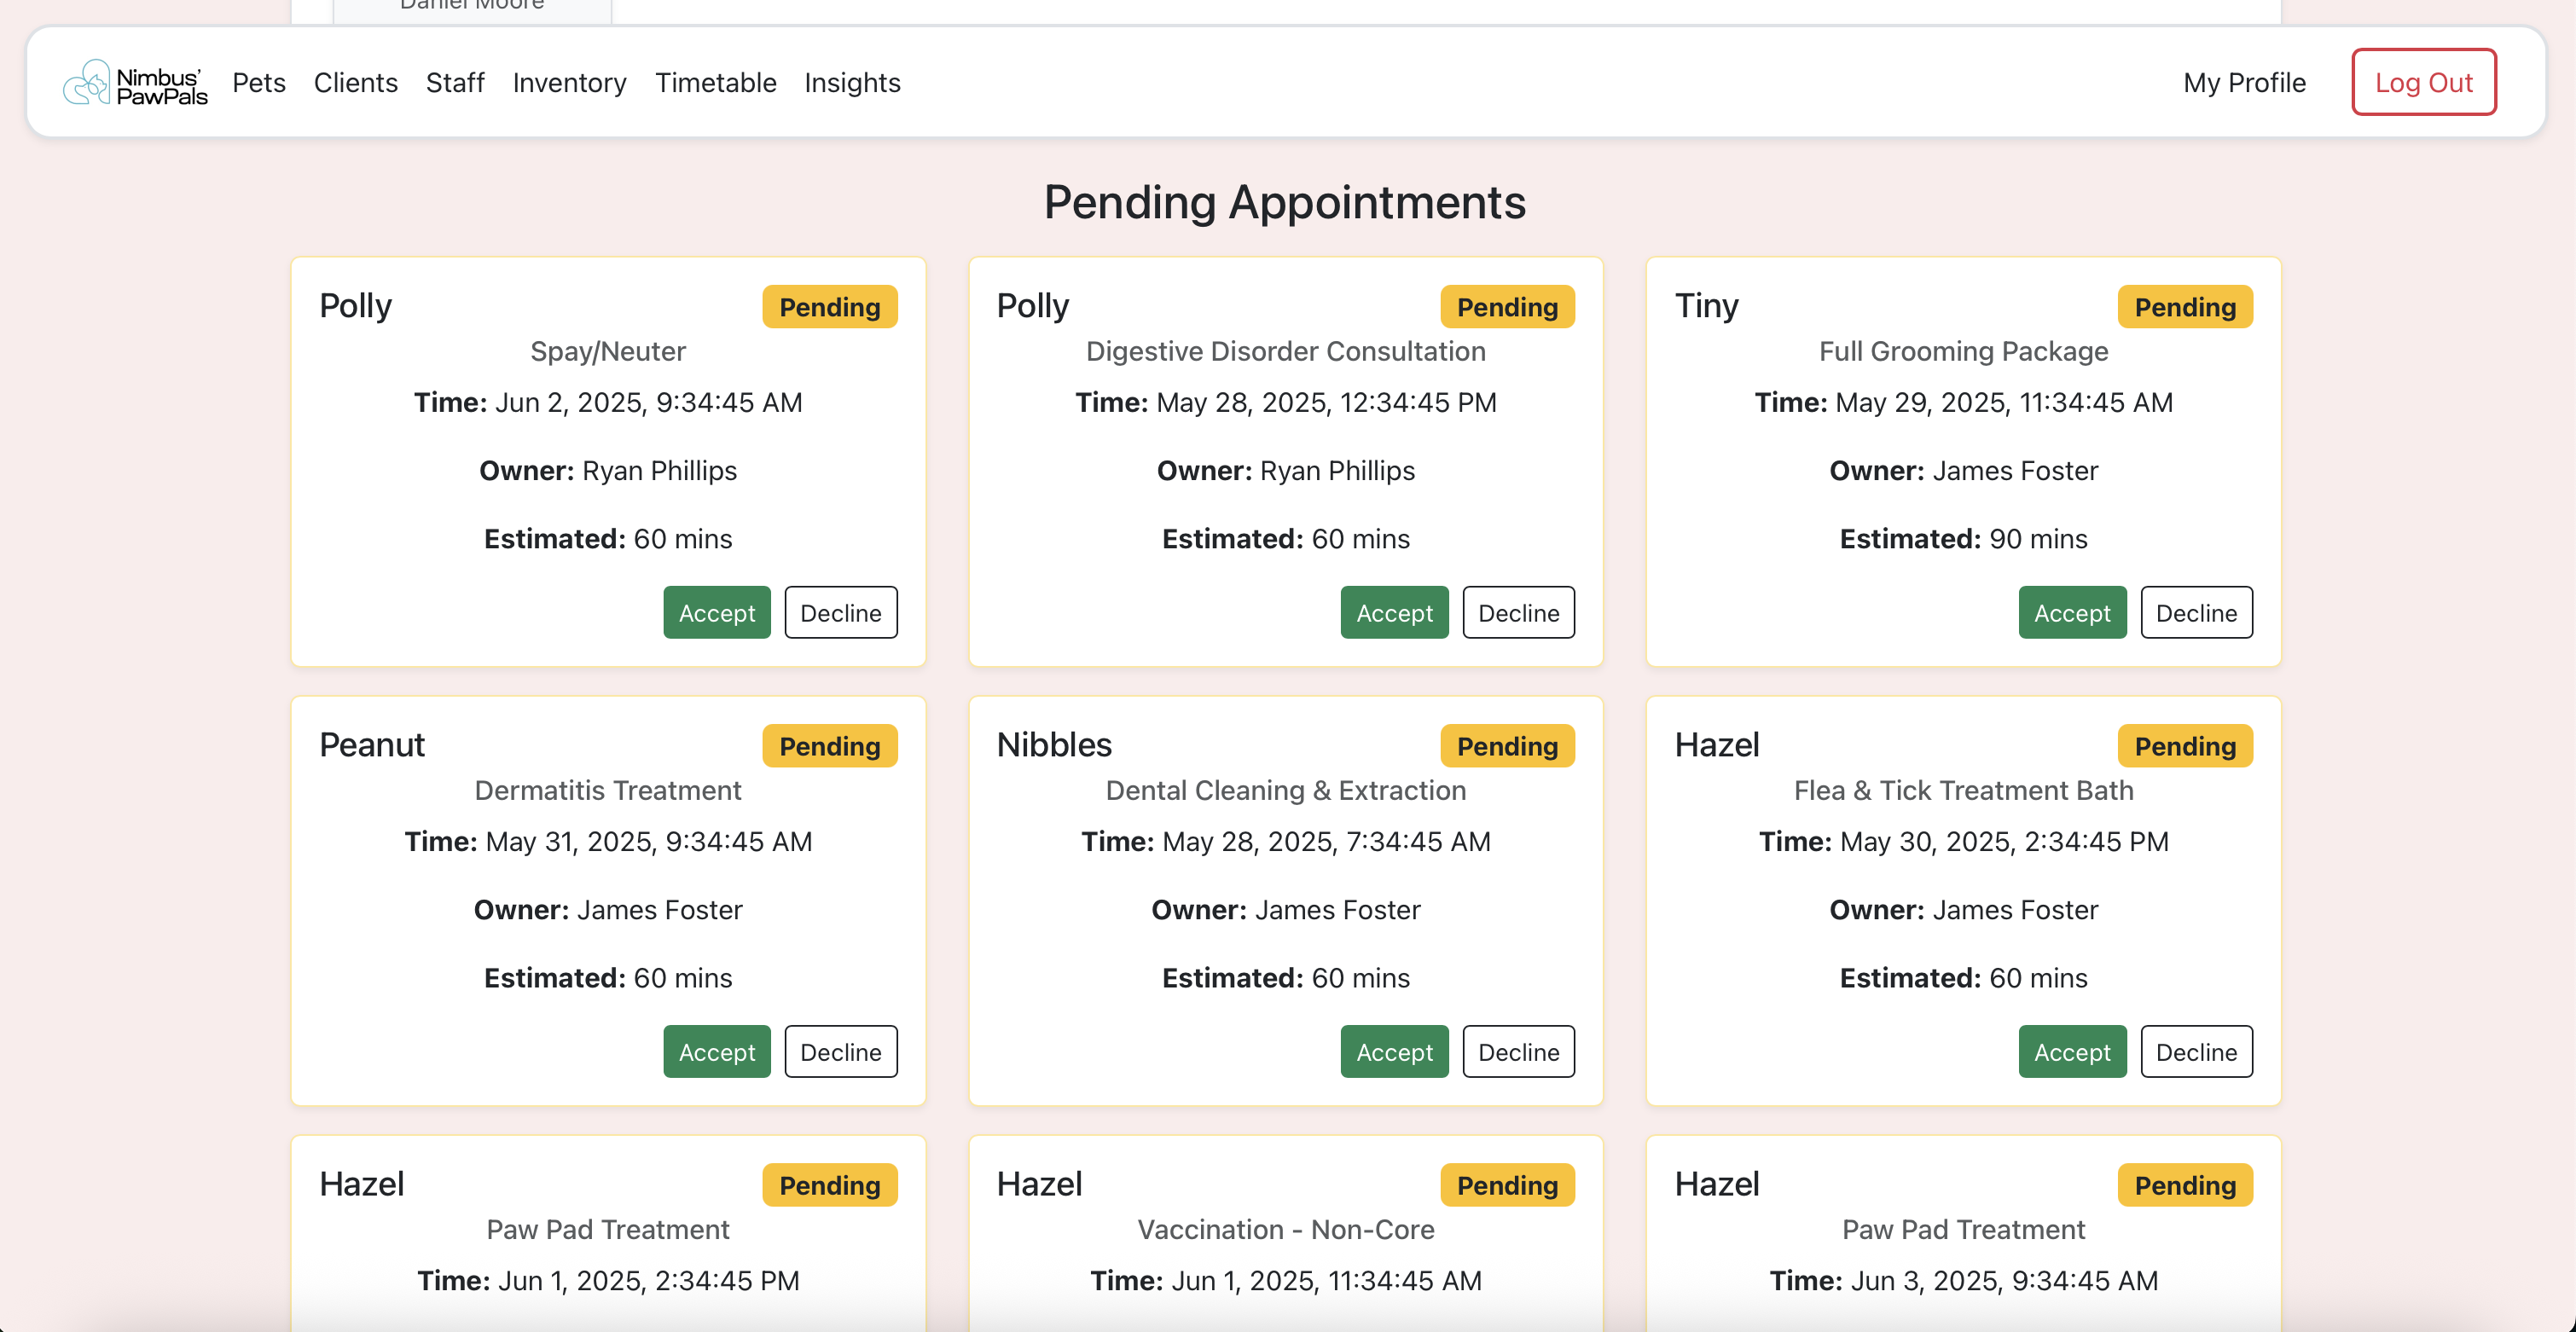 Daniel Moore
Nimbus'
PawPals
Pets Clients Staff Inventory Timetable Insights My Profile Log Out
Pending Appointments
Polly Pending
Spay/Neuter
Time: Jun 2, 2025, 9:34:45 AM
Owner: Ryan Phillips
Estimated: 60 mins
Accept Decline
Polly Pending
Digestive Disorder Consultation
Time: May 28, 2025, 12:34:45 PM
Owner: Ryan Phillips
Estimated: 60 mins
Accept Decline
Tiny Pending
Full Grooming Package
Time: May 29, 2025, 11:34:45 AM
Owner: James Foster
Estimated: 90 mins
Accept Decline
Peanut Pending
Dermatitis Treatment
Time: May 31, 2025, 9:34:45 AM
Owner: James Foster
Estimated: 60 mins
Accept Decline
Nibbles Pending
Dental Cleaning & Extraction
Time: May 28, 2025, 7:34:45 AM
Owner: James Foster
Estimated: 60 mins
Accept Decline
Hazel Pending
Flea & Tick Treatment Bath
Time: May 30, 2025, 2:34:45 PM
Owner: James Foster
Estimated: 60 mins
Accept Decline
Hazel Pending
Paw Pad Treatment
Time: Jun 1, 2025, 2:34:45 PM
Hazel Pending
Vaccination - Non-Core
Time: Jun 1, 2025, 11:34:45 AM
Hazel Pending
Paw Pad Treatment
Time: Jun 3, 2025, 9:34:45 AM